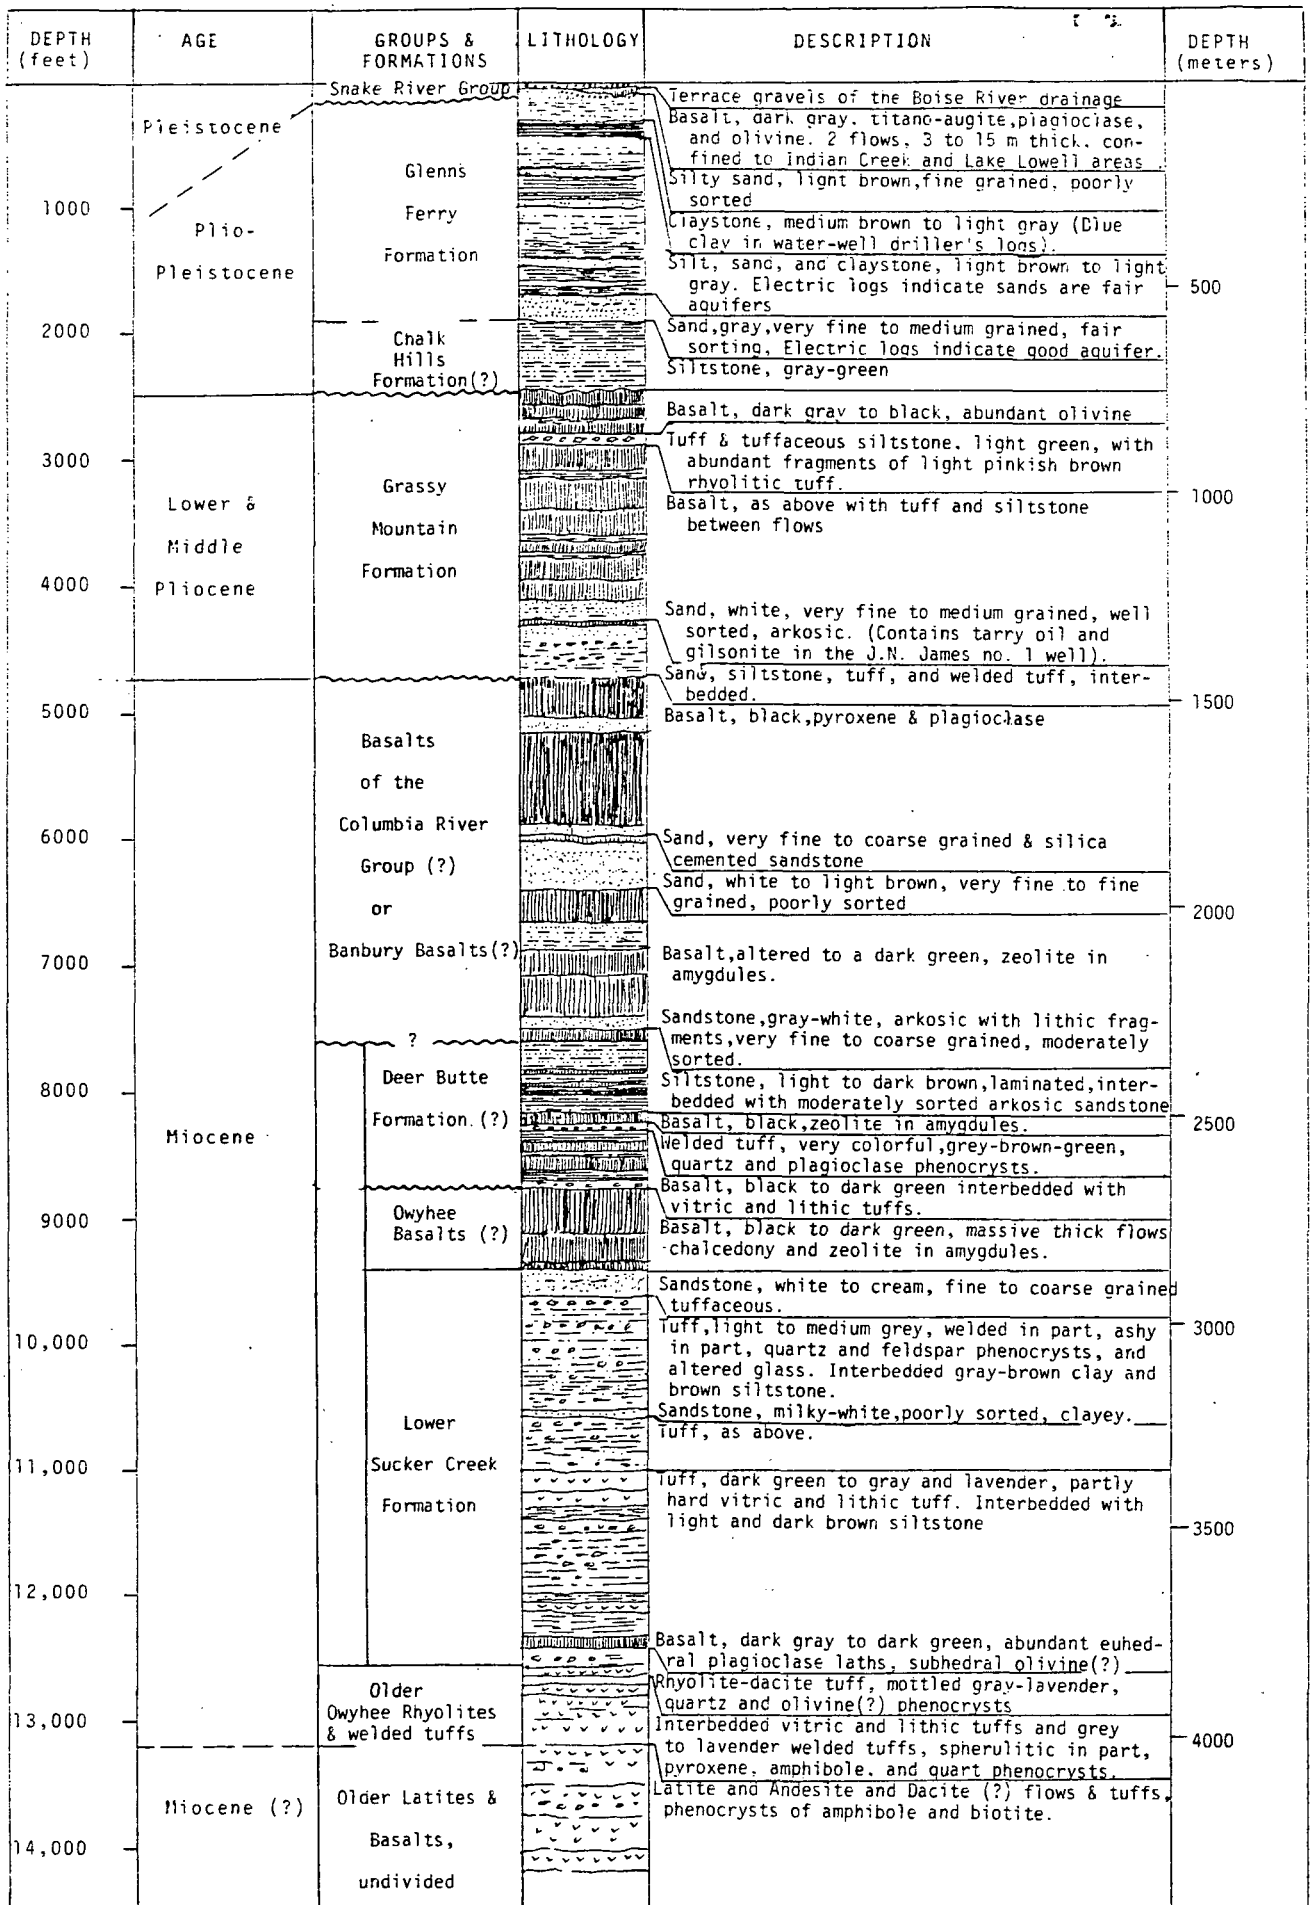 DEPTH
(feet)
AGE
GROUPS &
FORMATIONS
LITHOLOGY
DESCRIPTION
DEPTH
(meters)
Snake River Group
Pleistocene
Plio-
Pleistocene
Glenns
Ferry
Formation
Chalk
Hills
Formation(?)
Lower &
Middle
Pliocene
Grassy
Mountain
Formation
Basalts
of the
Columbia River
Group (?)
or
Banbury Basalts(?)
?
Miocene
Deer Butte
Formation.(?)
Owyhee
Basalts (?)
Lower
Sucker Creek
Formation
Older
Owyhee Rhyolites
& welded tuffs
Miocene (?)
Older Latites &
Basalts,
undivided
1000
2000
3000
4000
5000
6000
7000
8000
9000
10,000
11,000
12,000
13,000
14,000
Terrace gravels of the Boise River drainage
Basalt, dark gray. titano-augite,plagioclase,
and olivine. 2 flows, 3 to 15 m thick. con-
fined to Indian Creek and Lake Lowell areas.
Silty sand, light brown,fine grained, poorly
sorted
Claystone, medium brown to light gray (Blue
clay in water-well driller's logs).
Silt, sand, and claystone, light brown to light
gray. Electric logs indicate sands are fair
aquifers
Sand,gray,very fine to medium grained, fair
sorting, Electric logs indicate good aquifer.
Siltstone, gray-green
Basalt, dark gray to black, abundant olivine
Tuff & tuffaceous siltstone. light green, with
abundant fragments of light pinkish brown
rhyolitic tuff.
Basalt, as above with tuff and siltstone
between flows
Sand, white, very fine to medium grained, well
sorted, arkosic. (Contains tarry oil and
gilsonite in the J.N. James no. 1 well).
Sand, siltstone, tuff, and welded tuff, inter-
bedded.
Basalt, black,pyroxene & plagioclase
Sand, very fine to coarse grained & silica
cemented sandstone
Sand, white to light brown, very fine to fine
grained, poorly sorted
Basalt,altered to a dark green, zeolite in
amygdules.
Sandstone,gray-white, arkosic with lithic frag-
ments,very fine to coarse grained, moderately
sorted.
Siltstone, light to dark brown,laminated,inter-
bedded with moderately sorted arkosic sandstone
Basalt, black,zeolite in amygdules.
Welded tuff, very colorful,grey-brown-green,
quartz and plagioclase phenocrysts.
Basalt, black to dark green interbedded with
vitric and lithic tuffs.
Basalt, black to dark green, massive thick flows
chalcedony and zeolite in amygdules.
Sandstone, white to cream, fine to coarse grained
tuffaceous.
Tuff,light to medium grey, welded in part, ashy
in part, quartz and feldspar phenocrysts, and
altered glass. Interbedded gray-brown clay and
brown siltstone.
Sandstone, milky-white,poorly sorted, clayey.
Tuff, as above.
Tuff, dark green to gray and lavender, partly
hard vitric and lithic tuff. Interbedded with
light and dark brown siltstone
Basalt, dark gray to dark green, abundant euhed-
ral plagioclase laths, subhedral olivine(?)
Rhyolite-dacite tuff, mottled gray-lavender,
quartz and olivine(?) phenocrysts
Interbedded vitric and lithic tuffs and grey
to lavender welded tuffs, spherulitic in part,
pyroxene, amphibole. and quart phenocrysts.
Latite and Andesite and Dacite (?) flows & tuffs,
phenocrysts of amphibole and biotite.
500
1000
1500
2000
2500
3000
3500
4000